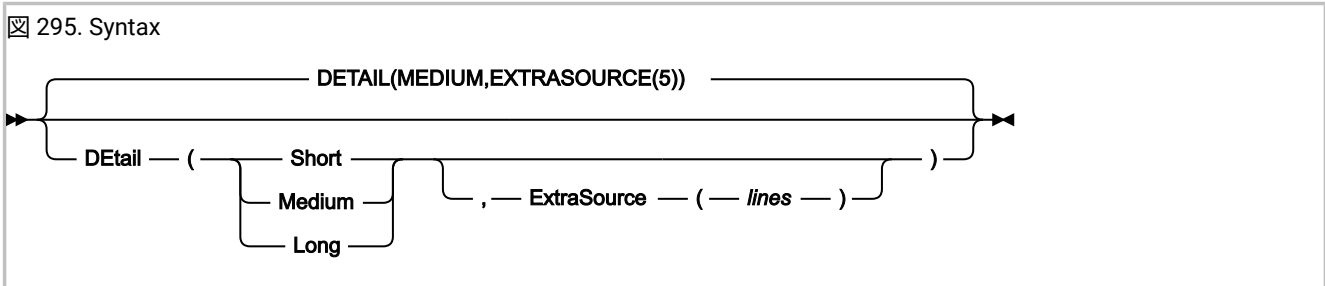 図 295. Syntax
DETAIL(MEDIUM,EXTRASOURCE(5))
DEtail ( Short )
Medium , ExtraSource ( lines )
Long